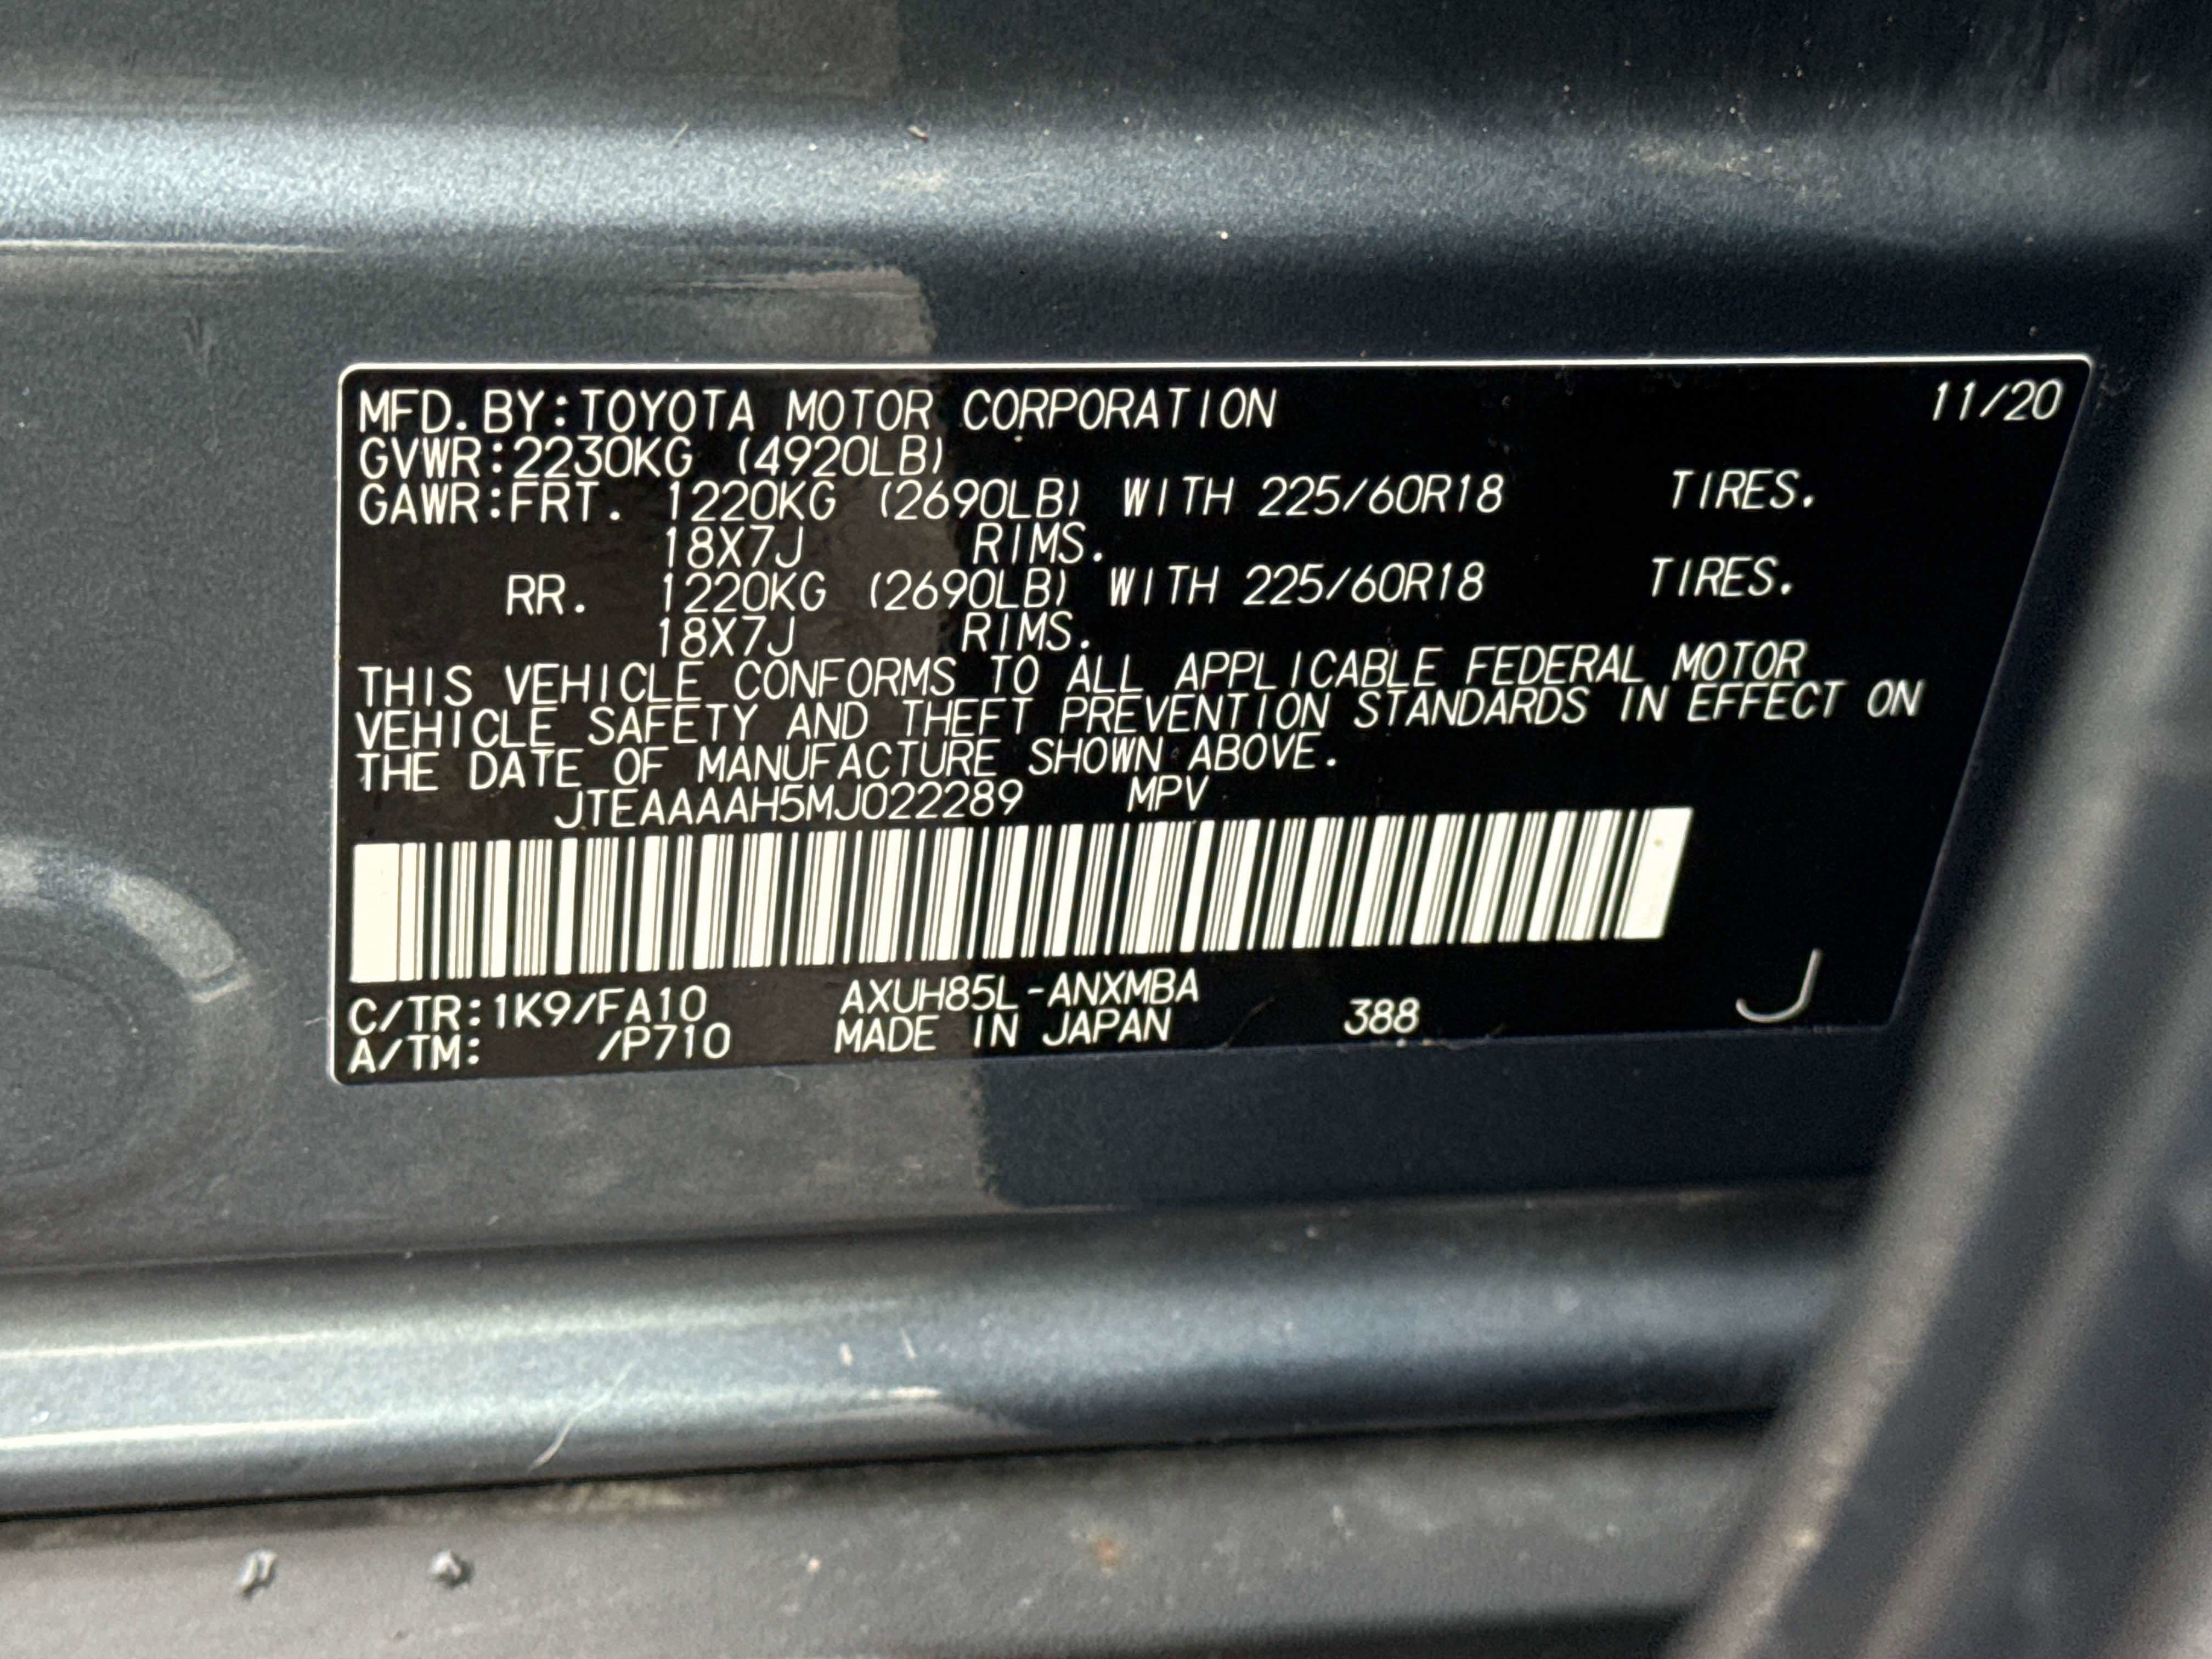 MFD.BY:TOYOTA MOTOR CORPORATION 11/20
GVWR:2230KG (4920LB)
GAWR:FRT. 1220KG (2690LB) WITH 225/60R18 TIRES.
18X7J RIMS.
RR. 1220KG (2690LB) WITH 225/60R18 TIRES.
18X7J RIMS.
THIS VEHICLE CONFORMS TO ALL APPLICABLE FEDERAL MOTOR
VEHICLE SAFETY AND THEFT PREVENTION STANDARDS IN EFFECT ON
THE DATE OF MANUFACTURE SHOWN ABOVE.
JTEAAAAH5MJ022289 MPV
C/TR:1K9/FA10 AXUH85L-ANXMBA
A/TM: /P710 MADE IN JAPAN 388 J